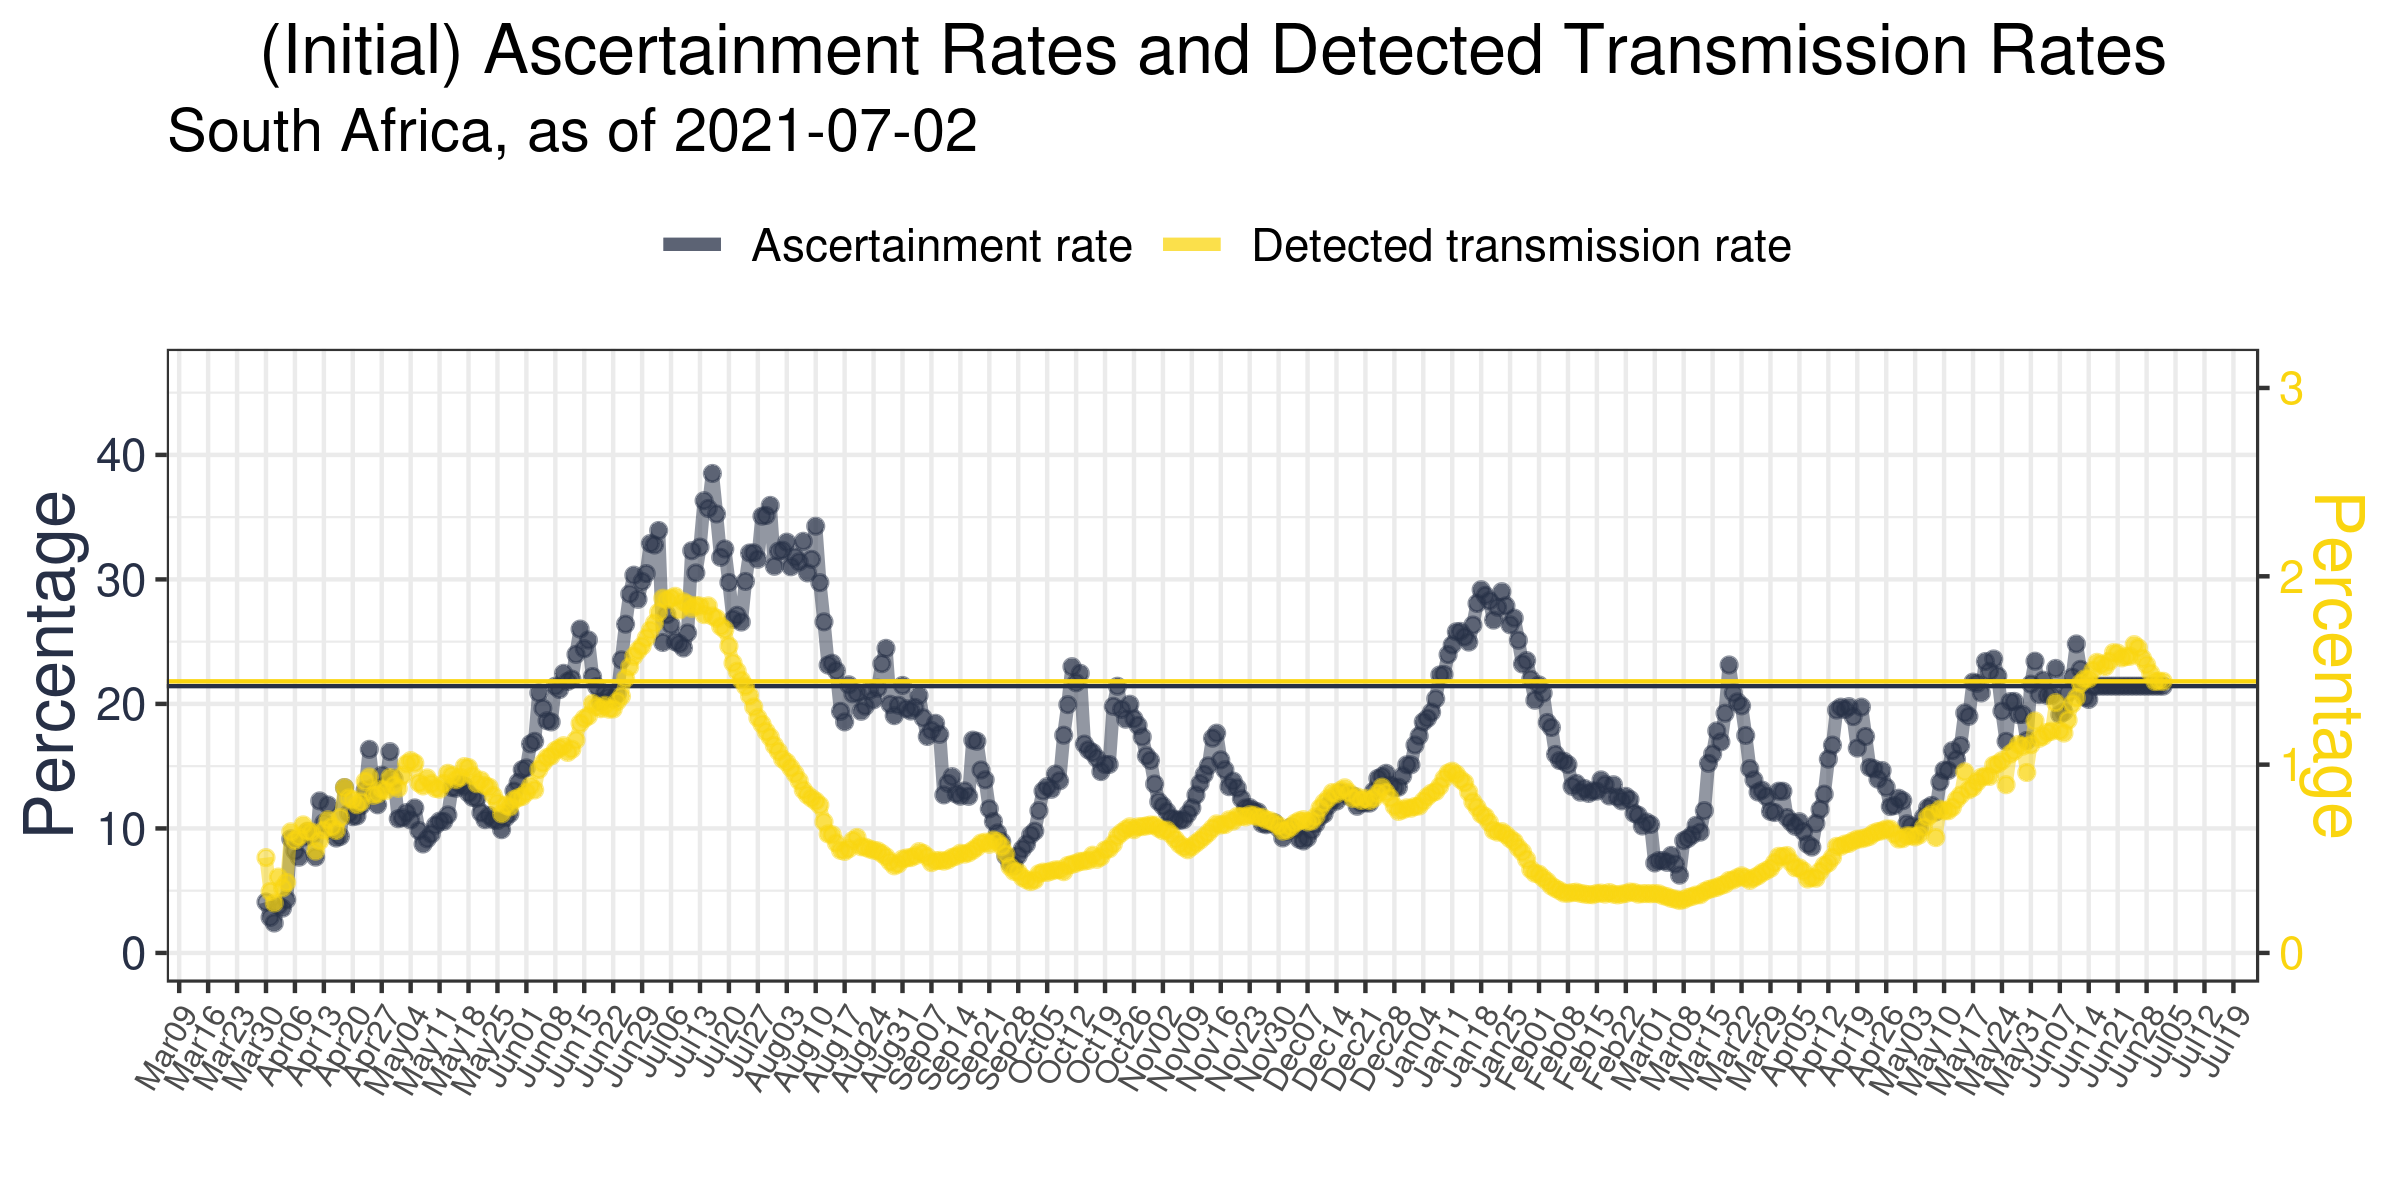 (Initial) Ascertainment Rates and Detected Transmission Rates
South Africa, as of 2021-07-02
Ascertainment rate
Detected transmission rate
Percentage
40
30
20
10
0
3
2
1
0
Percentage
Mar09
Mar16
Mar23
Mar30
Apr06
Apr13
Apr20
Apr27
May04
May11
May18
May25
Jun01
Jun08
Jun15
Jun22
Jun29
Jul06
Jul13
Jul20
Jul27
Aug03
Aug10
Aug17
Aug24
Aug31
Sep07
Sep14
Sep21
Sep28
Oct05
Oct12
Oct19
Oct26
Nov02
Nov09
Nov16
Nov23
Nov30
Dec07
Dec14
Dec21
Dec28
Jan04
Jan11
Jan18
Jan25
Feb01
Feb08
Feb15
Feb22
Mar01
Mar08
Mar15
Mar22
Mar29
Apr05
Apr12
Apr19
Apr26
May03
May10
May17
May24
May31
Jun07
Jun14
Jun21
Jun28
Jul05
Jul12
Jul19